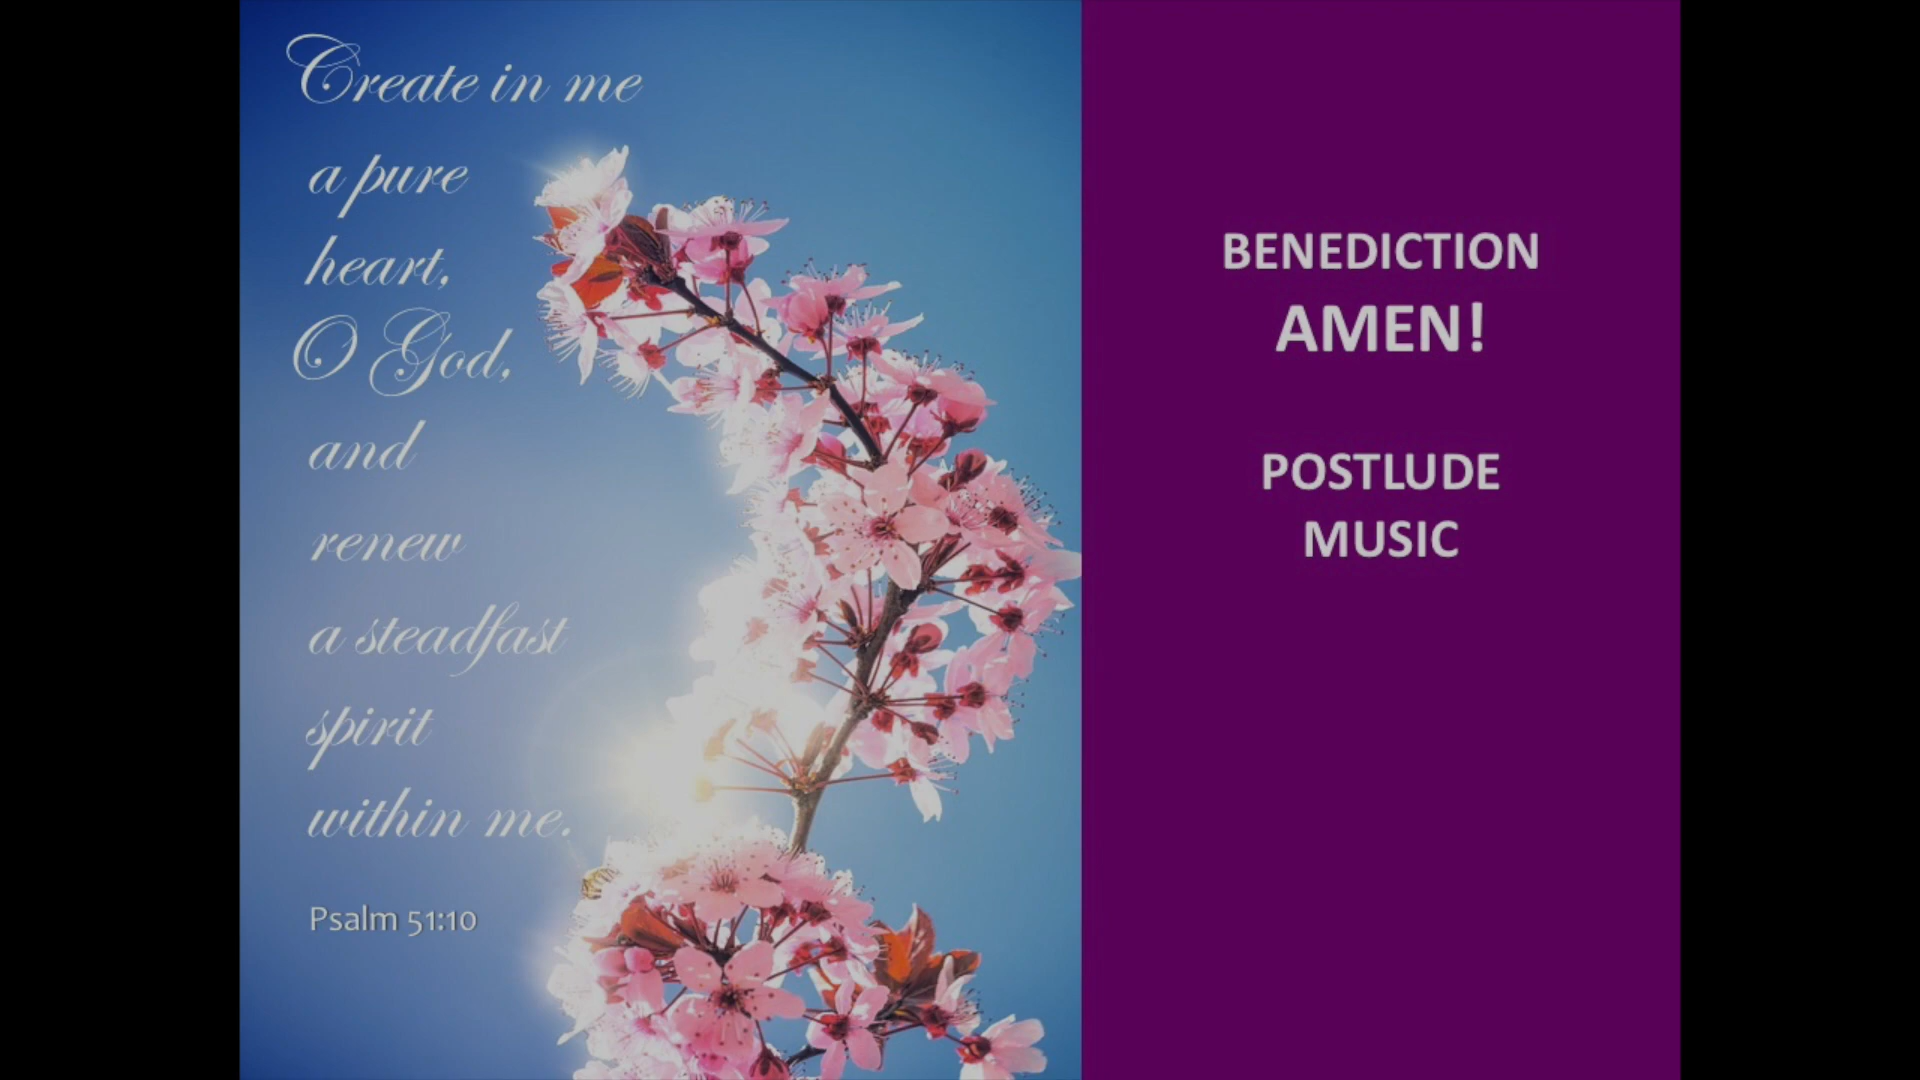 Create in me
a pure
heart,
O God,
and
renew
a steadfast
spirit
within me.
Psalm 51:10
BENEDICTION
AMEN!
POSTLUDE
MUSIC